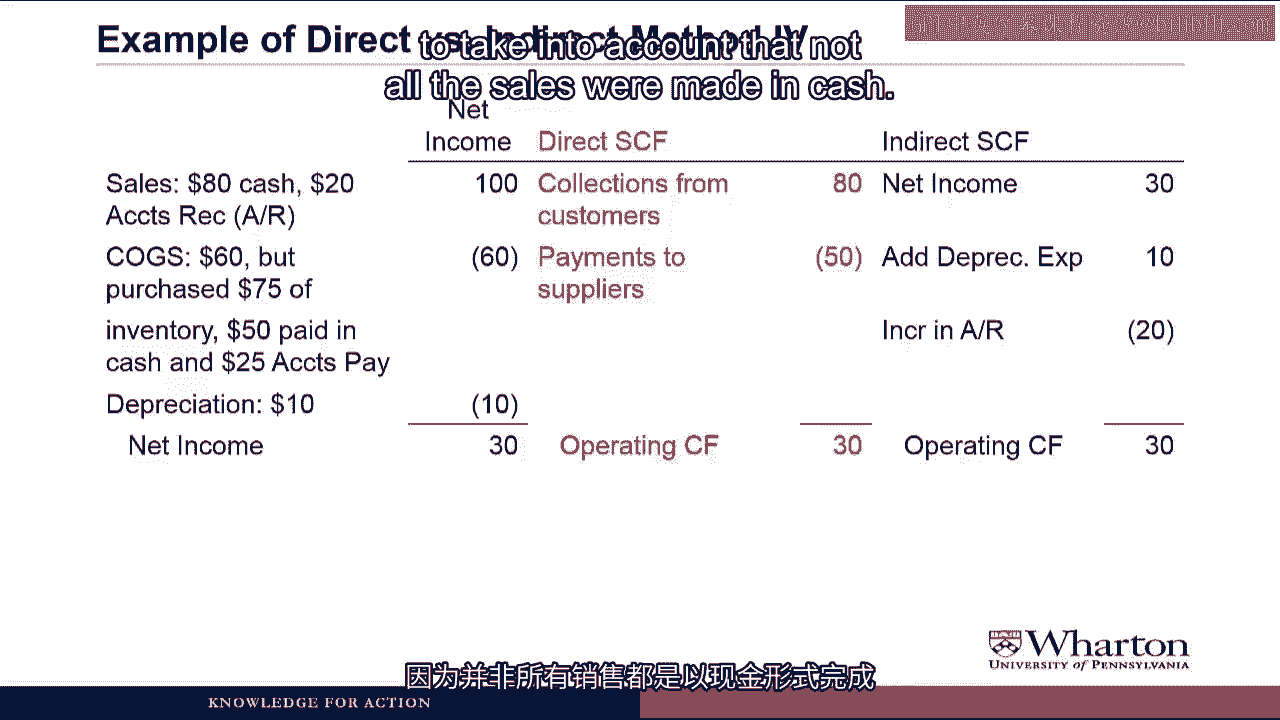 Example of Direct vs. Indirect Method IV
to take into account that not
all the sales were made in cash.
Net
Income Direct SCF Indirect SCF
Sales: $80 cash, $20 100 Collections from 80 Net Income 30
Accts Rec (A/R) customers
COGS: $60, but (60) Payments to (50) Add Deprec. Exp 10
purchased $75 of suppliers
inventory, $50 paid in Incr in A/R (20)
cash and $25 Accts Pay
Depreciation: $10 (10)
Net Income 30 Operating CF 30 Operating CF 30
Wharton
UNIVERSITY of PENNSYLVANIA
因为并非所有销售都是以现金形式完成
KNOWLEDGE FOR ACTION